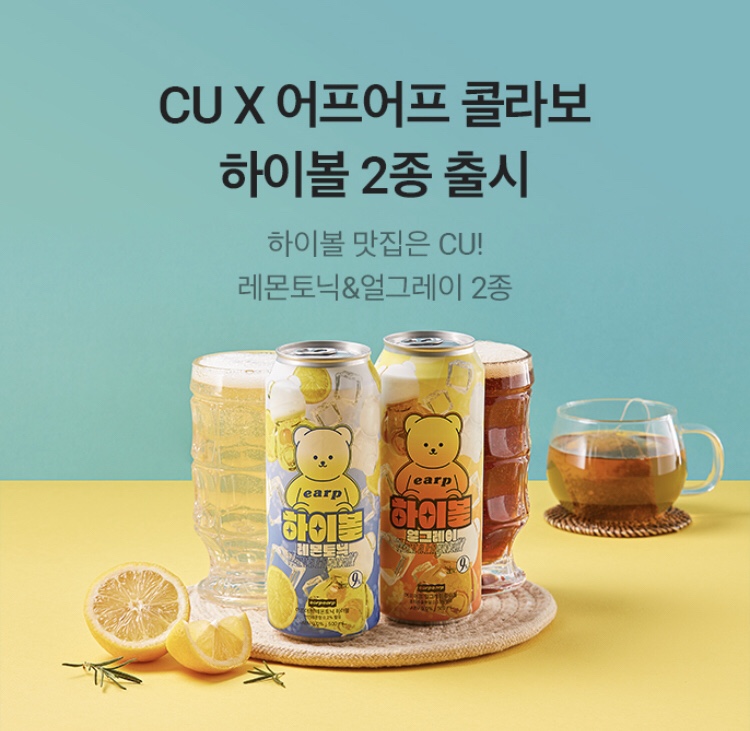 CU X 어프어프 콜라보
하이볼 2종 출시
하이볼 맛집은 CU!
레몬토닉&얼그레이 2종
earp
하이볼
레몬토닉
9%
earp
하이볼
얼그레이
9%